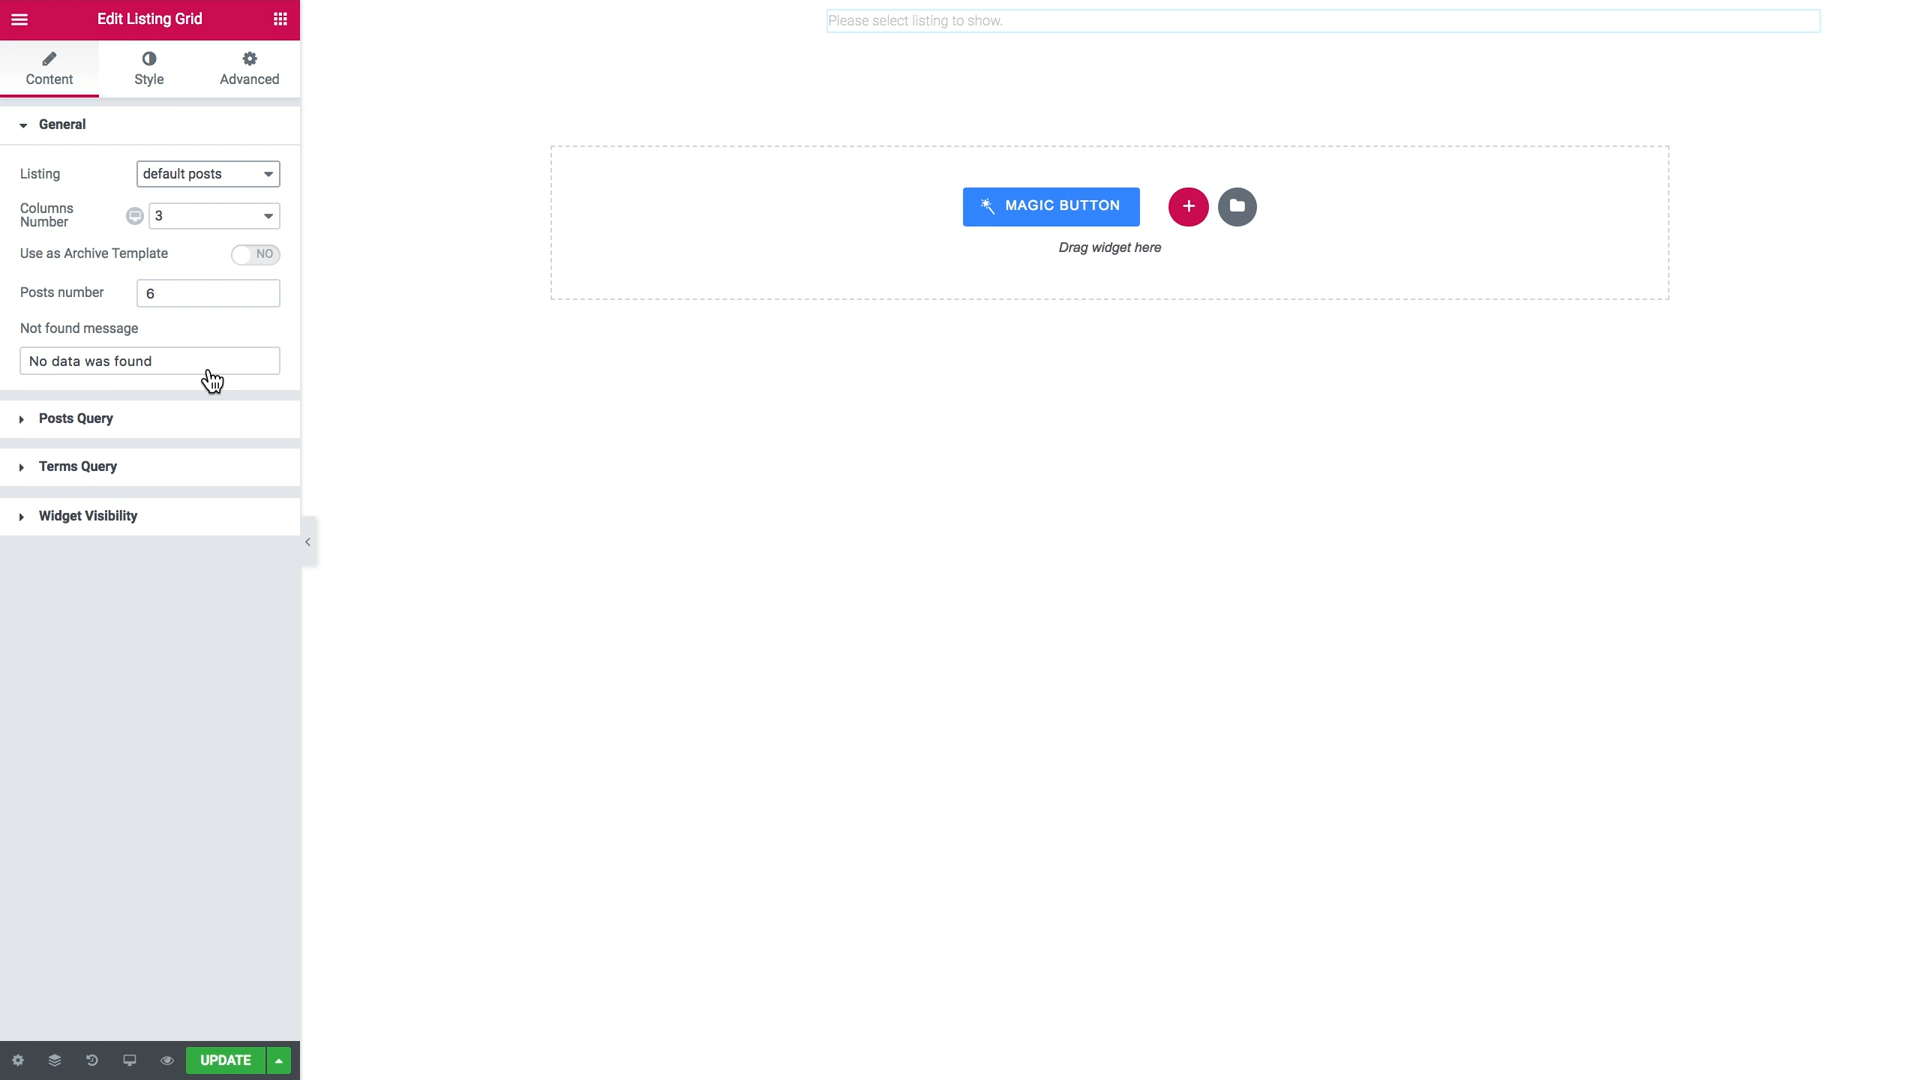 Edit Listing Grid
Please select listing to show.
Content
Style
Advanced
General
Listing
default posts
Columns
Number
3
Use as Archive Template
NO
Posts number
6
Not found message
No data was found
Posts Query
Terms Query
Widget Visibility
MAGIC BUTTON
Drag widget here
UPDATE